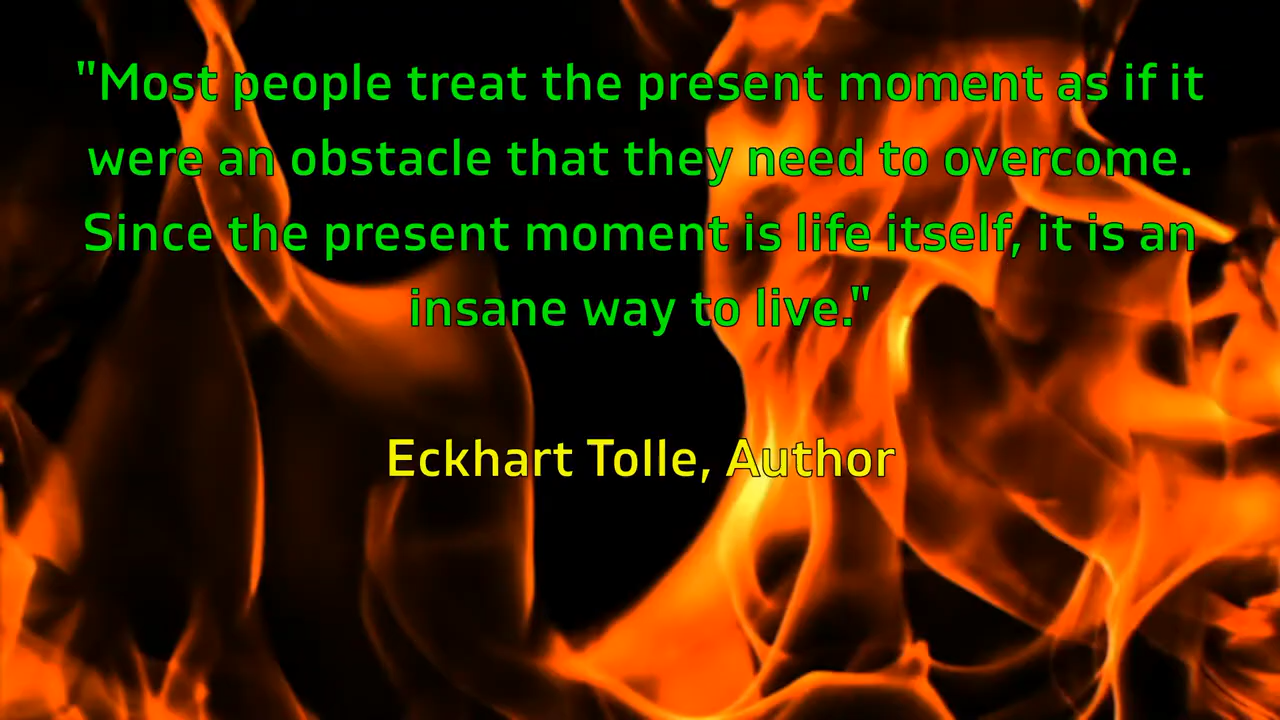 "Most people treat the present moment as if it
were an obstacle that they need to overcome.
Since the present moment is life itself, it is an
insane way to live."
Eckhart Tolle, Author